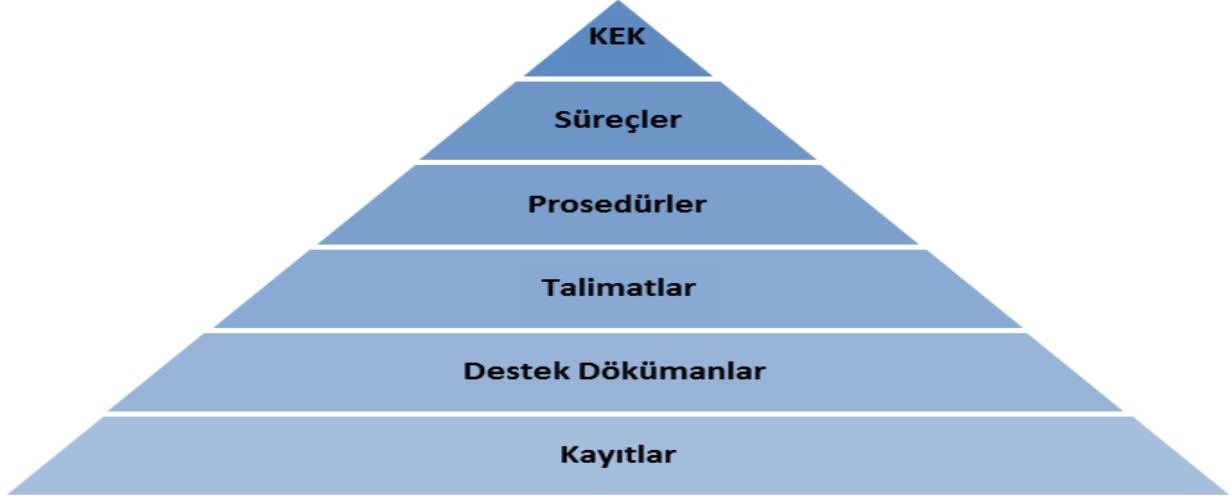 KEK
Süreçler
Prosedürler
Talimatlar
Destek Dökümanlar
Kayıtlar